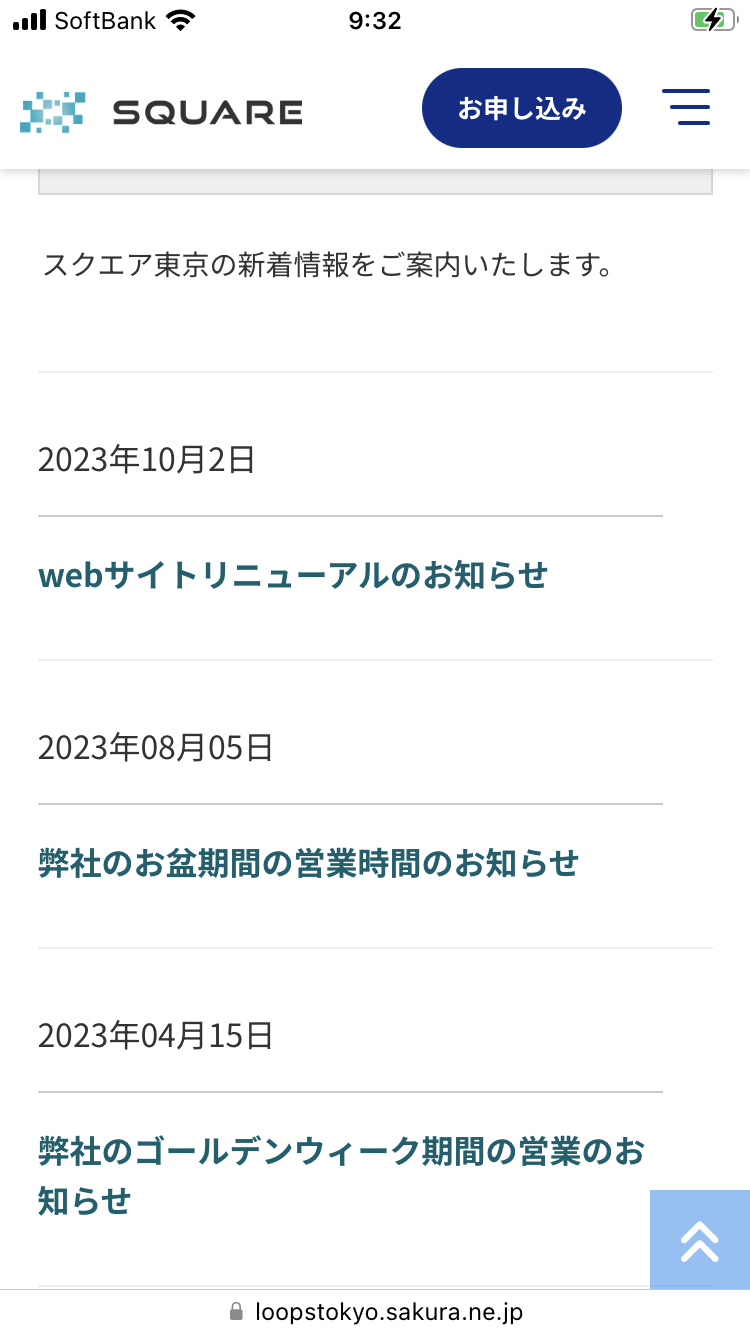 SoftBank 9:32
SQUARE お申し込み
スクエア東京の新着情報をご案内いたします。
2023年10月2日
webサイトリニューアルのお知らせ
2023年08月05日
弊社のお盆期間の営業時間のお知らせ
2023年04月15日
弊社のゴールデンウィーク期間の営業のお
知らせ
loopstokyo.sakura.ne.jp